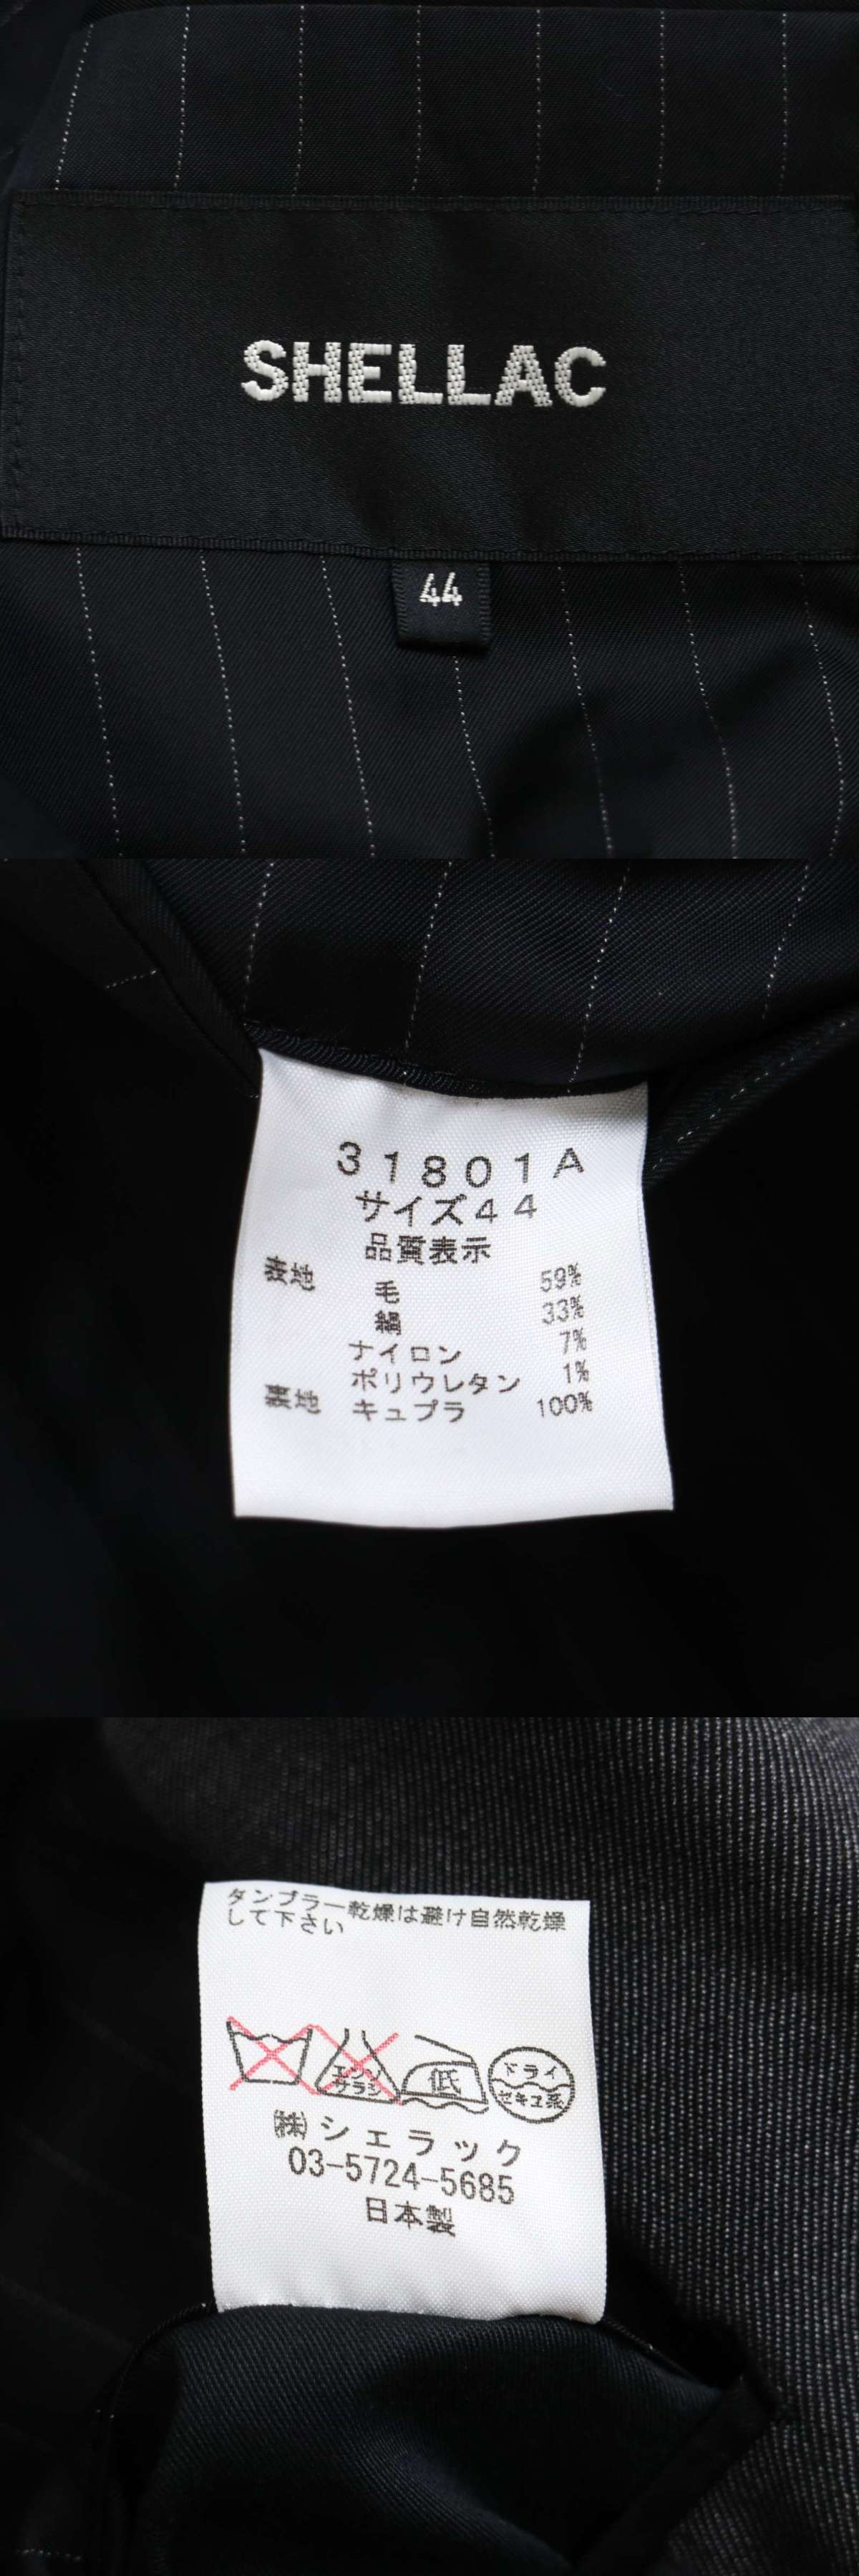 SHELLAC
44
31801A
サイズ44
品質表示
表地 毛 59%
絹 33%
ナイロン 7%
ポリウレタン 1%
裏地 キュプラ 100%
タンブラー乾燥は避け自然乾燥
して下さい
エンソ
サラシ
低
ドライ
セキユ系
㈱シェラック
03-5724-5685
日本製